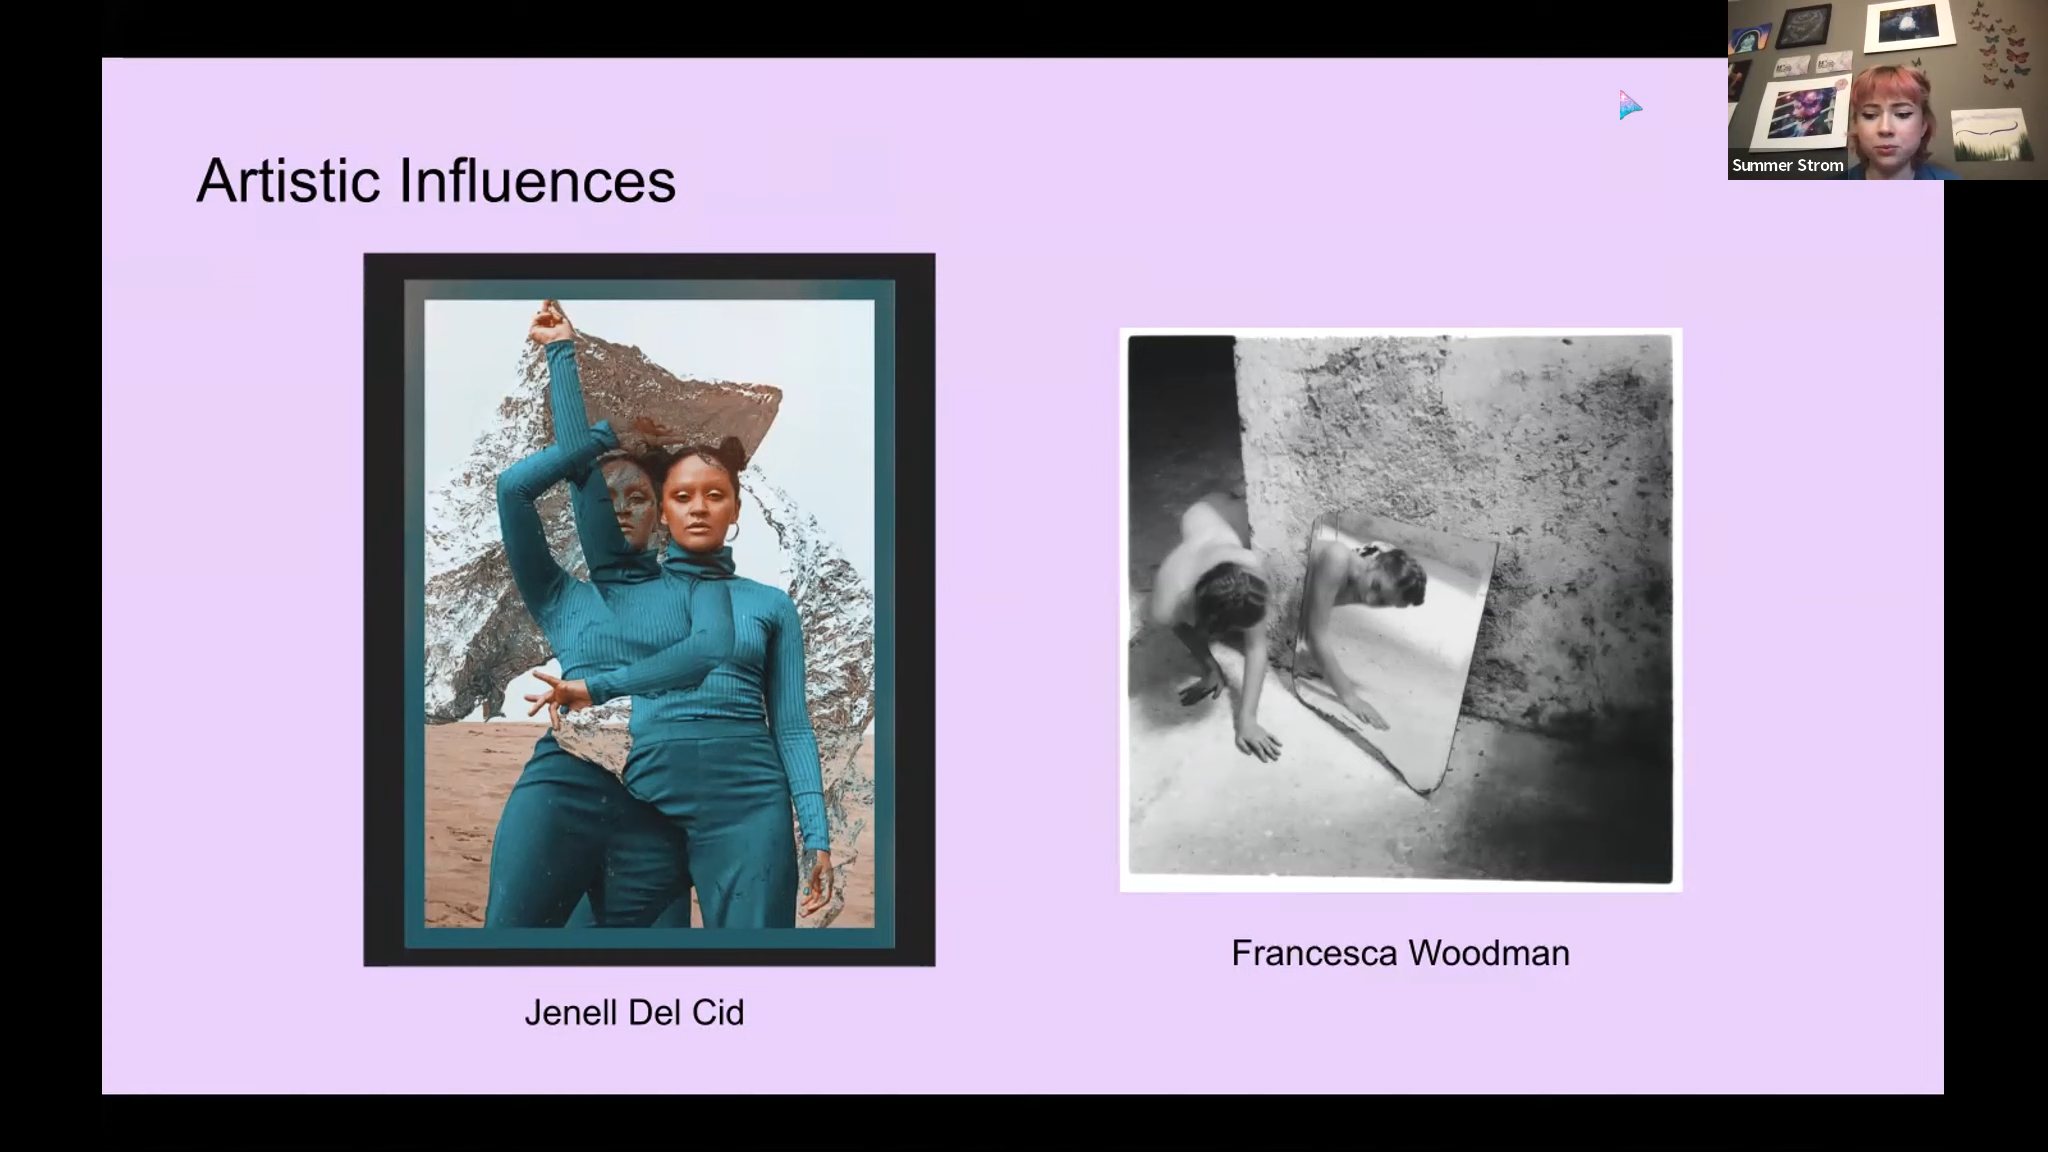 Artistic Influences
Summer Strom
Francesca Woodman
Jenell Del Cid